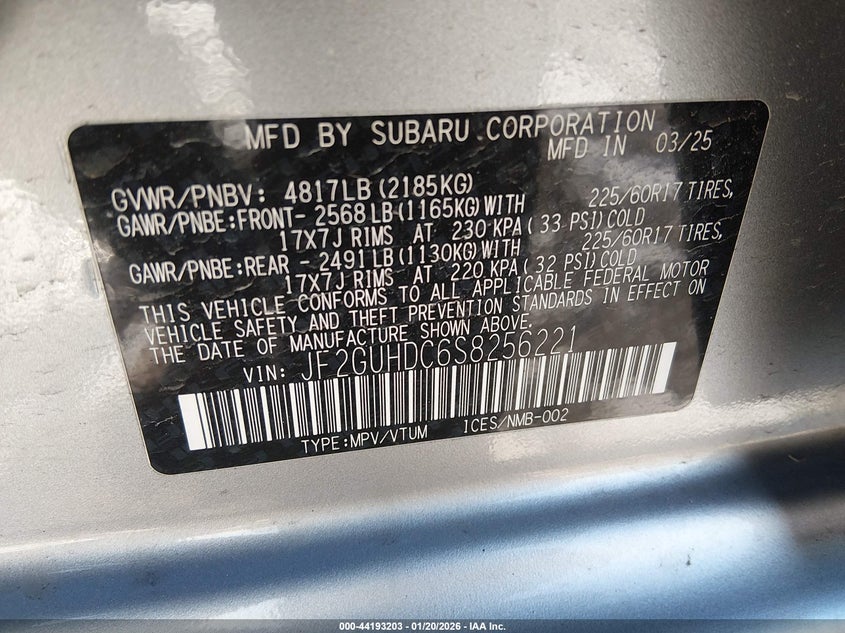 MFD BY SUBARU CORPORATION
MFD IN 03/25
GVWR/PNBV: 4817LB (2185KG)
GAWR/PNBE:FRONT- 2568LB (1165KG) WITH 225/60R17 TIRES,
17X7J RIMS AT 230 KPA (33 PSI) COLD
GAWR/PNBE:REAR - 2491LB (1130KG) WITH 225/60R17 TIRES,
17X7J RIMS AT 220 KPA (32 PSI) COLD
THIS VEHICLE CONFORMS TO ALL APPLICABLE FEDERAL MOTOR
VEHICLE SAFETY AND THEFT PREVENTION STANDARDS IN EFFECT ON
THE DATE OF MANUFACTURE SHOWN ABOVE.
VIN: JF2GUHDC6S8256221
TYPE:MPV/VTUM ICES/NMB-002
000-44193203 - 01/20/2026 - IAA Inc.